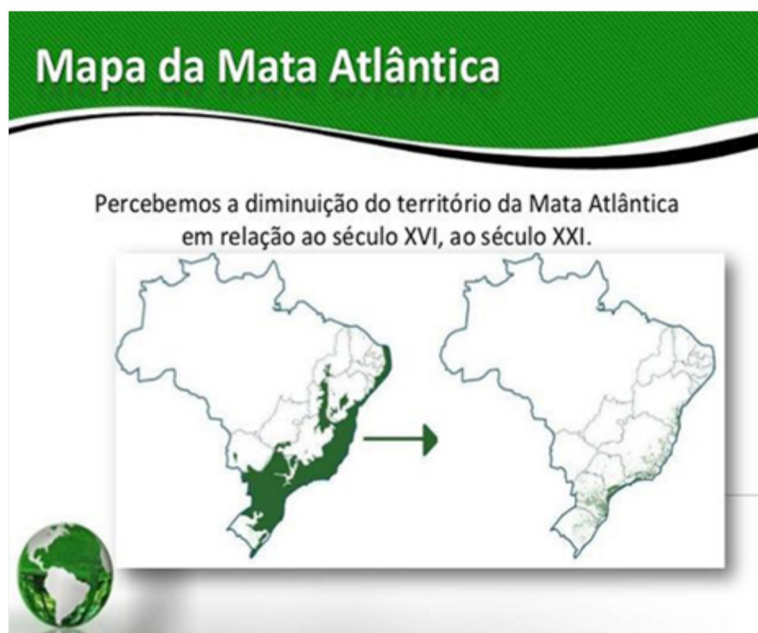 Mapa da Mata Atlântica
Percebemos a diminuição do território da Mata Atlântica
em relação ao século XVI, ao século XXI.